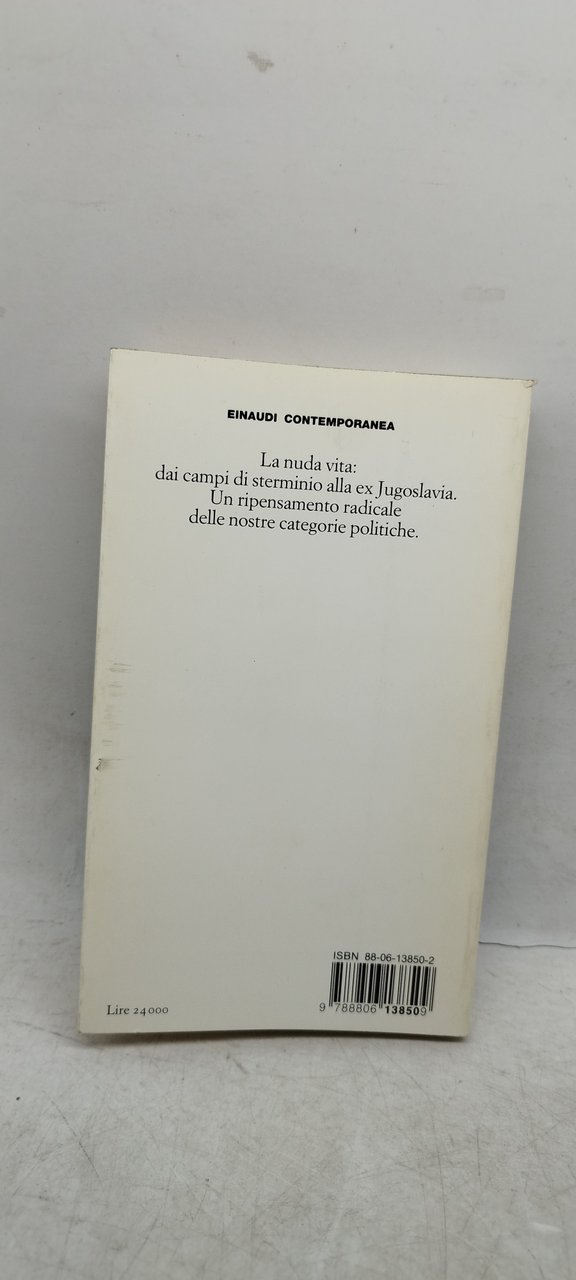 EINAUDI CONTEMPORANEA
La nuda vita:
dai campi di sterminio alla ex Jugoslavia.
Un ripensamento radicale
delle nostre categorie politiche.
ISBN 88-06-13850-2
9 788806 138509
Lire 24000